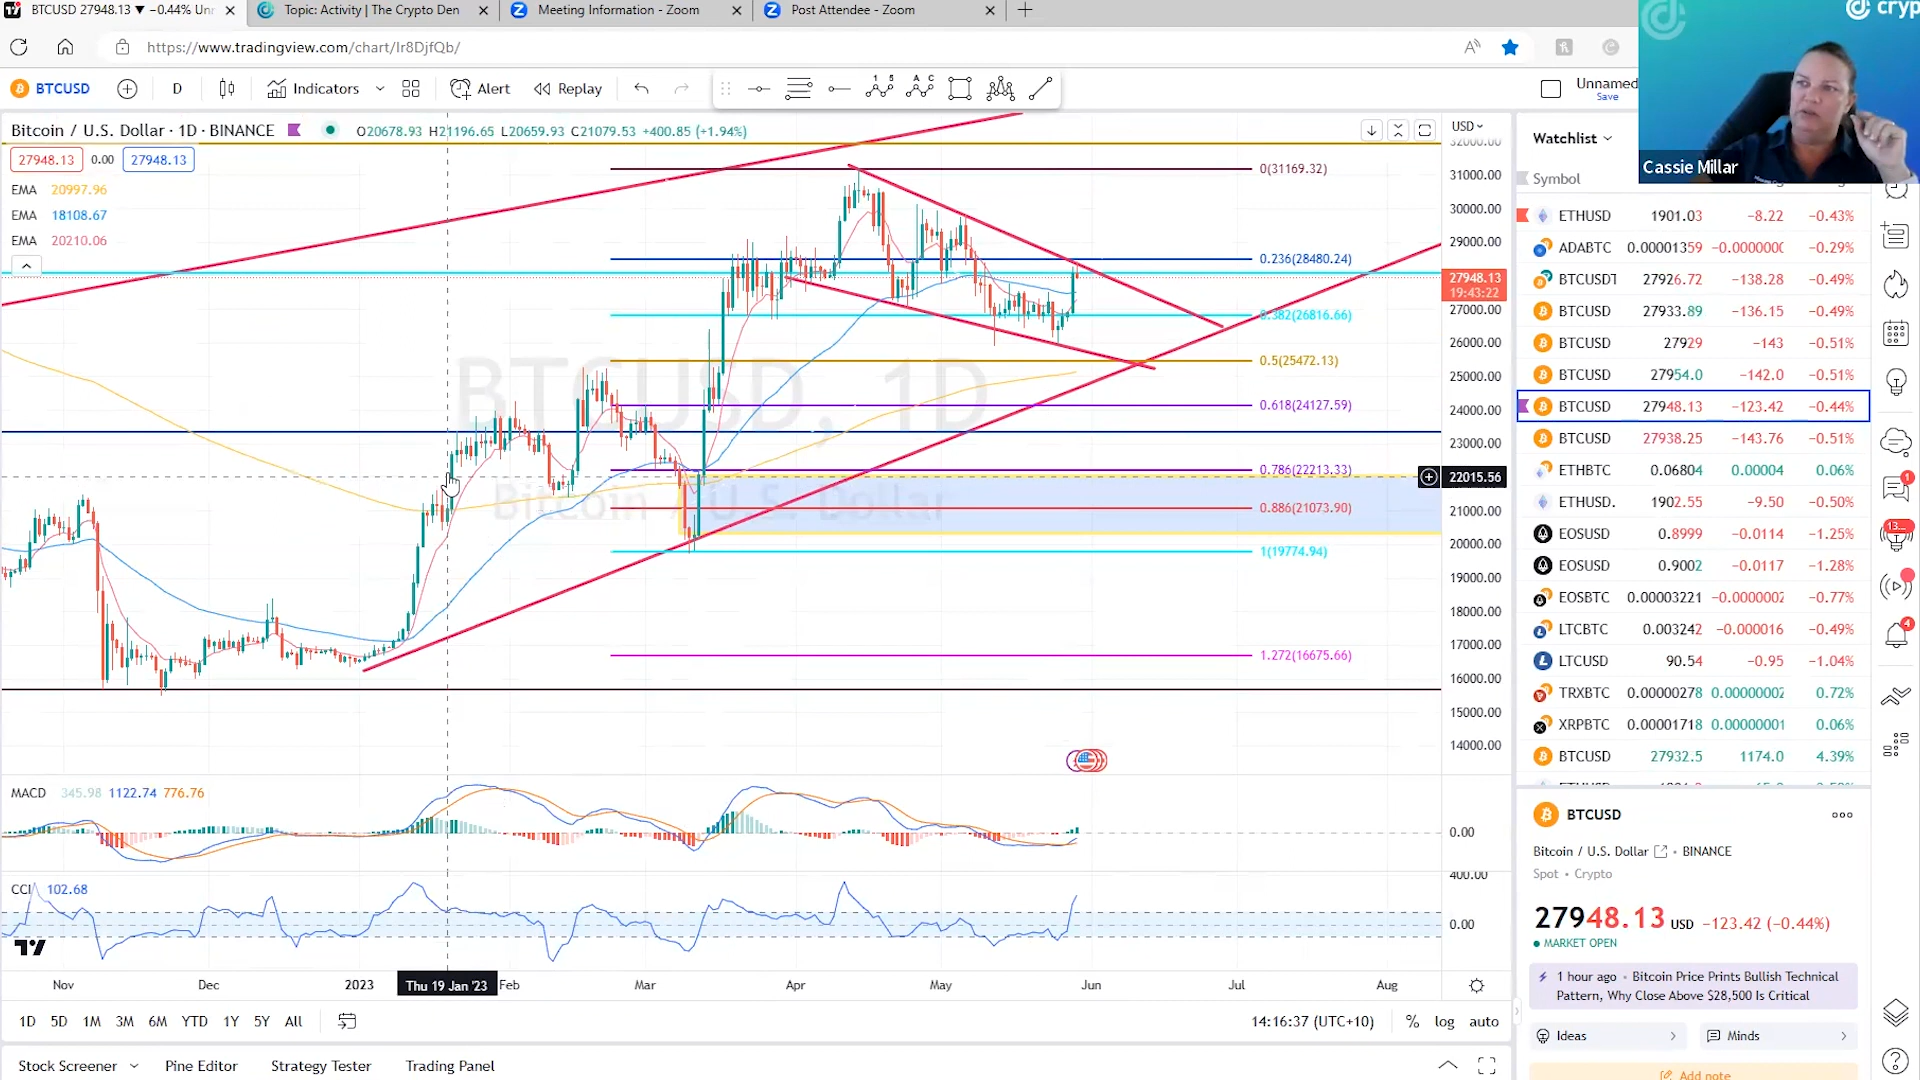 BTCUSD 27948.13 ▼ −0.44% Unr
Topic: Activity | The Crypto Den
Meeting Information - Zoom
Post Attendee - Zoom
https://www.tradingview.com/chart/Ir8DjfQb/
BTCUSD
D
Indicators
Alert
Replay
Unnamed
Save
cryp
Cassie Millar
Bitcoin / U.S. Dollar · 1D · BINANCE
O20678.93 H21196.65 L20659.93 C21079.53 +400.85 (+1.94%)
27948.13 0.00 27948.13
EMA 20997.96
EMA 18108.67
EMA 20210.06
BTCUSD, 1D
Bitcoin / U.S. Dollar
0(31169.32)
0.236(28480.24)
0.382(26816.66)
0.5(25472.13)
0.618(24127.59)
0.786(22213.33)
0.886(21073.90)
1(19774.94)
1.272(16675.66)
USD
32000.00
31000.00
30000.00
29000.00
27948.13
19:43:22
27000.00
26000.00
25000.00
24000.00
23000.00
22015.56
21000.00
20000.00
19000.00
18000.00
17000.00
16000.00
15000.00
14000.00
MACD 345.98 1122.74 776.76
0.00
CCI 102.68
400.00
0.00
Nov Dec 2023 Thu 19 Jan '23 Feb Mar Apr May Jun Jul Aug
1D 5D 1M 3M 6M YTD 1Y 5Y All
14:16:37 (UTC+10) % log auto
Stock Screener Pine Editor Strategy Tester Trading Panel
Watchlist
Symbol
ETHUSD 1901.03 −8.22 −0.43%
ADABTC 0.00001359 −0.0000000 −0.29%
BTCUSDT 27926.72 −138.28 −0.49%
BTCUSD 27933.89 −136.15 −0.49%
BTCUSD 27929 −143 −0.51%
BTCUSD 27954.0 −142.0 −0.51%
BTCUSD 27948.13 −123.42 −0.44%
BTCUSD 27938.25 −143.76 −0.51%
ETHBTC 0.06804 0.00004 0.06%
ETHUSD. 1902.55 −9.50 −0.50%
EOSUSD 0.8999 −0.0114 −1.25%
EOSUSD 0.9002 −0.0117 −1.28%
EOSBTC 0.00003221 −0.0000002 −0.77%
LTCBTC 0.003242 −0.000016 −0.49%
LTCUSD 90.54 −0.95 −1.04%
TRXBTC 0.00000278 0.00000002 0.72%
XRPBTC 0.00001718 0.00000001 0.06%
BTCUSD 27932.5 1174.0 4.39%
BTCUSD
Bitcoin / U.S. Dollar • BINANCE
Spot • Crypto
27948.13 USD −123.42 (−0.44%)
MARKET OPEN
1 hour ago • Bitcoin Price Prints Bullish Technical
Pattern, Why Close Above $28,500 Is Critical
Ideas
Minds
Add note
1
13...
4